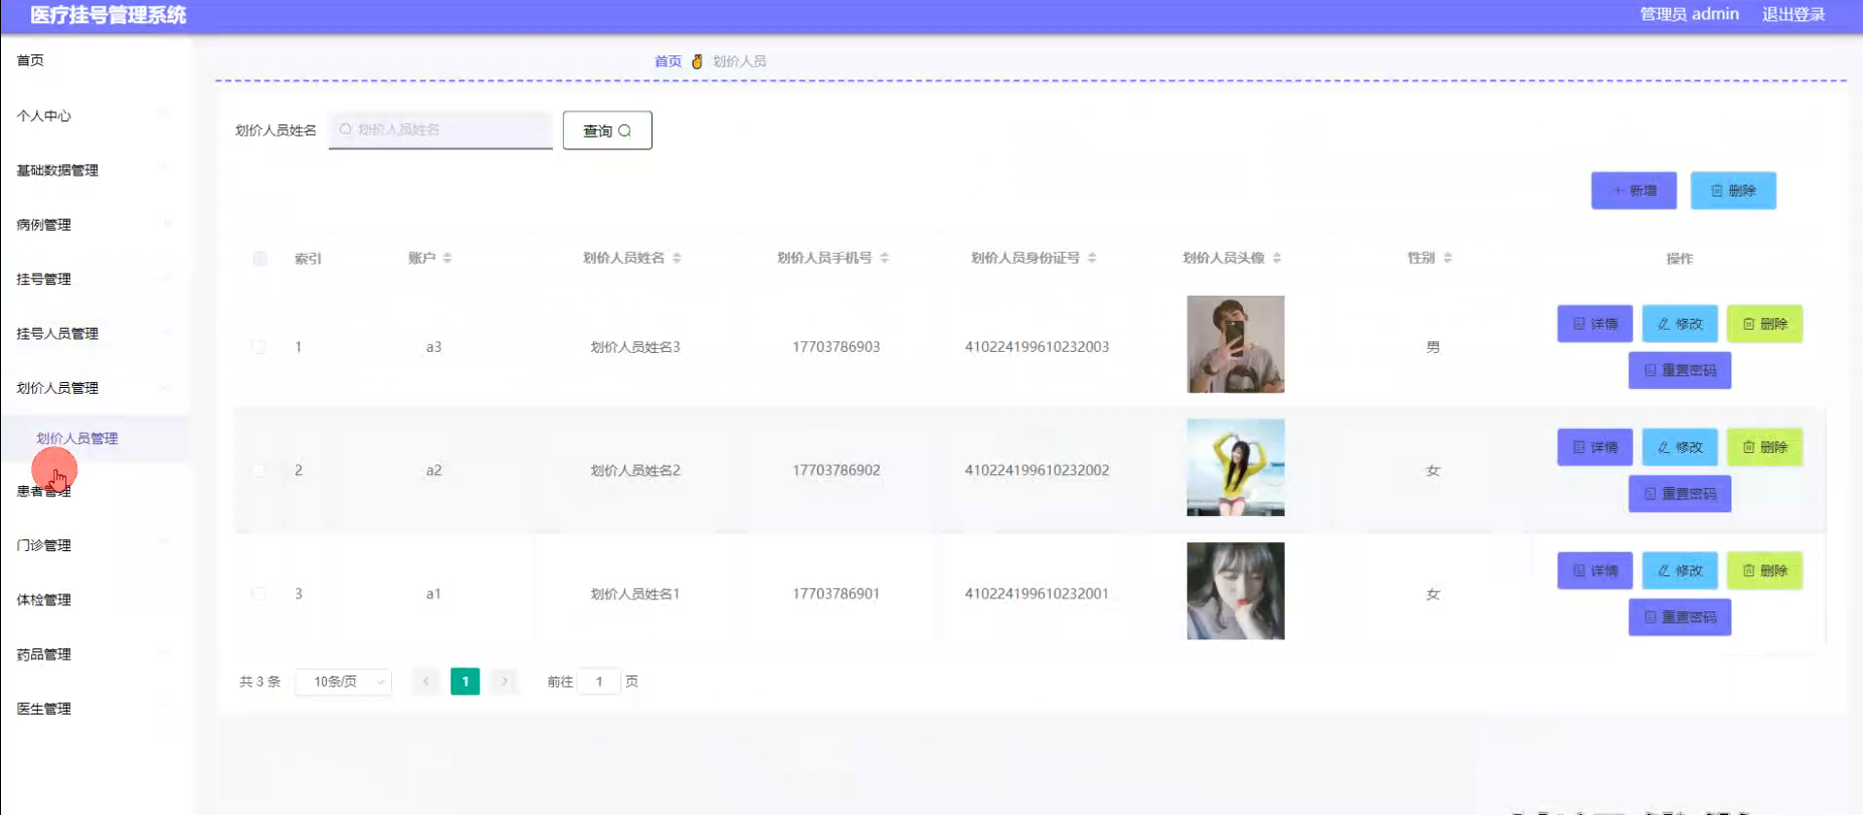 医疗挂号管理系统
管理员 admin 退出登录
首页
个人中心
基础数据管理
病例管理
挂号管理
挂号人员管理
划价人员管理
划价人员管理
患者管理
门诊管理
体检管理
药品管理
医生管理
首页 划价人员
划价人员姓名 划价人员姓名 查询
新增 删除
索引 账户 划价人员姓名 划价人员手机号 划价人员身份证号 划价人员头像 性别 操作
1 a3 划价人员姓名3 17703786903 410224199610232003 男 详情 修改 删除
重置密码
2 a2 划价人员姓名2 17703786902 410224199610232002 女 详情 修改 删除
重置密码
3 a1 划价人员姓名1 17703786901 410224199610232001 女 详情 修改 删除
重置密码
共 3 条 10条/页 1 前往 1 页